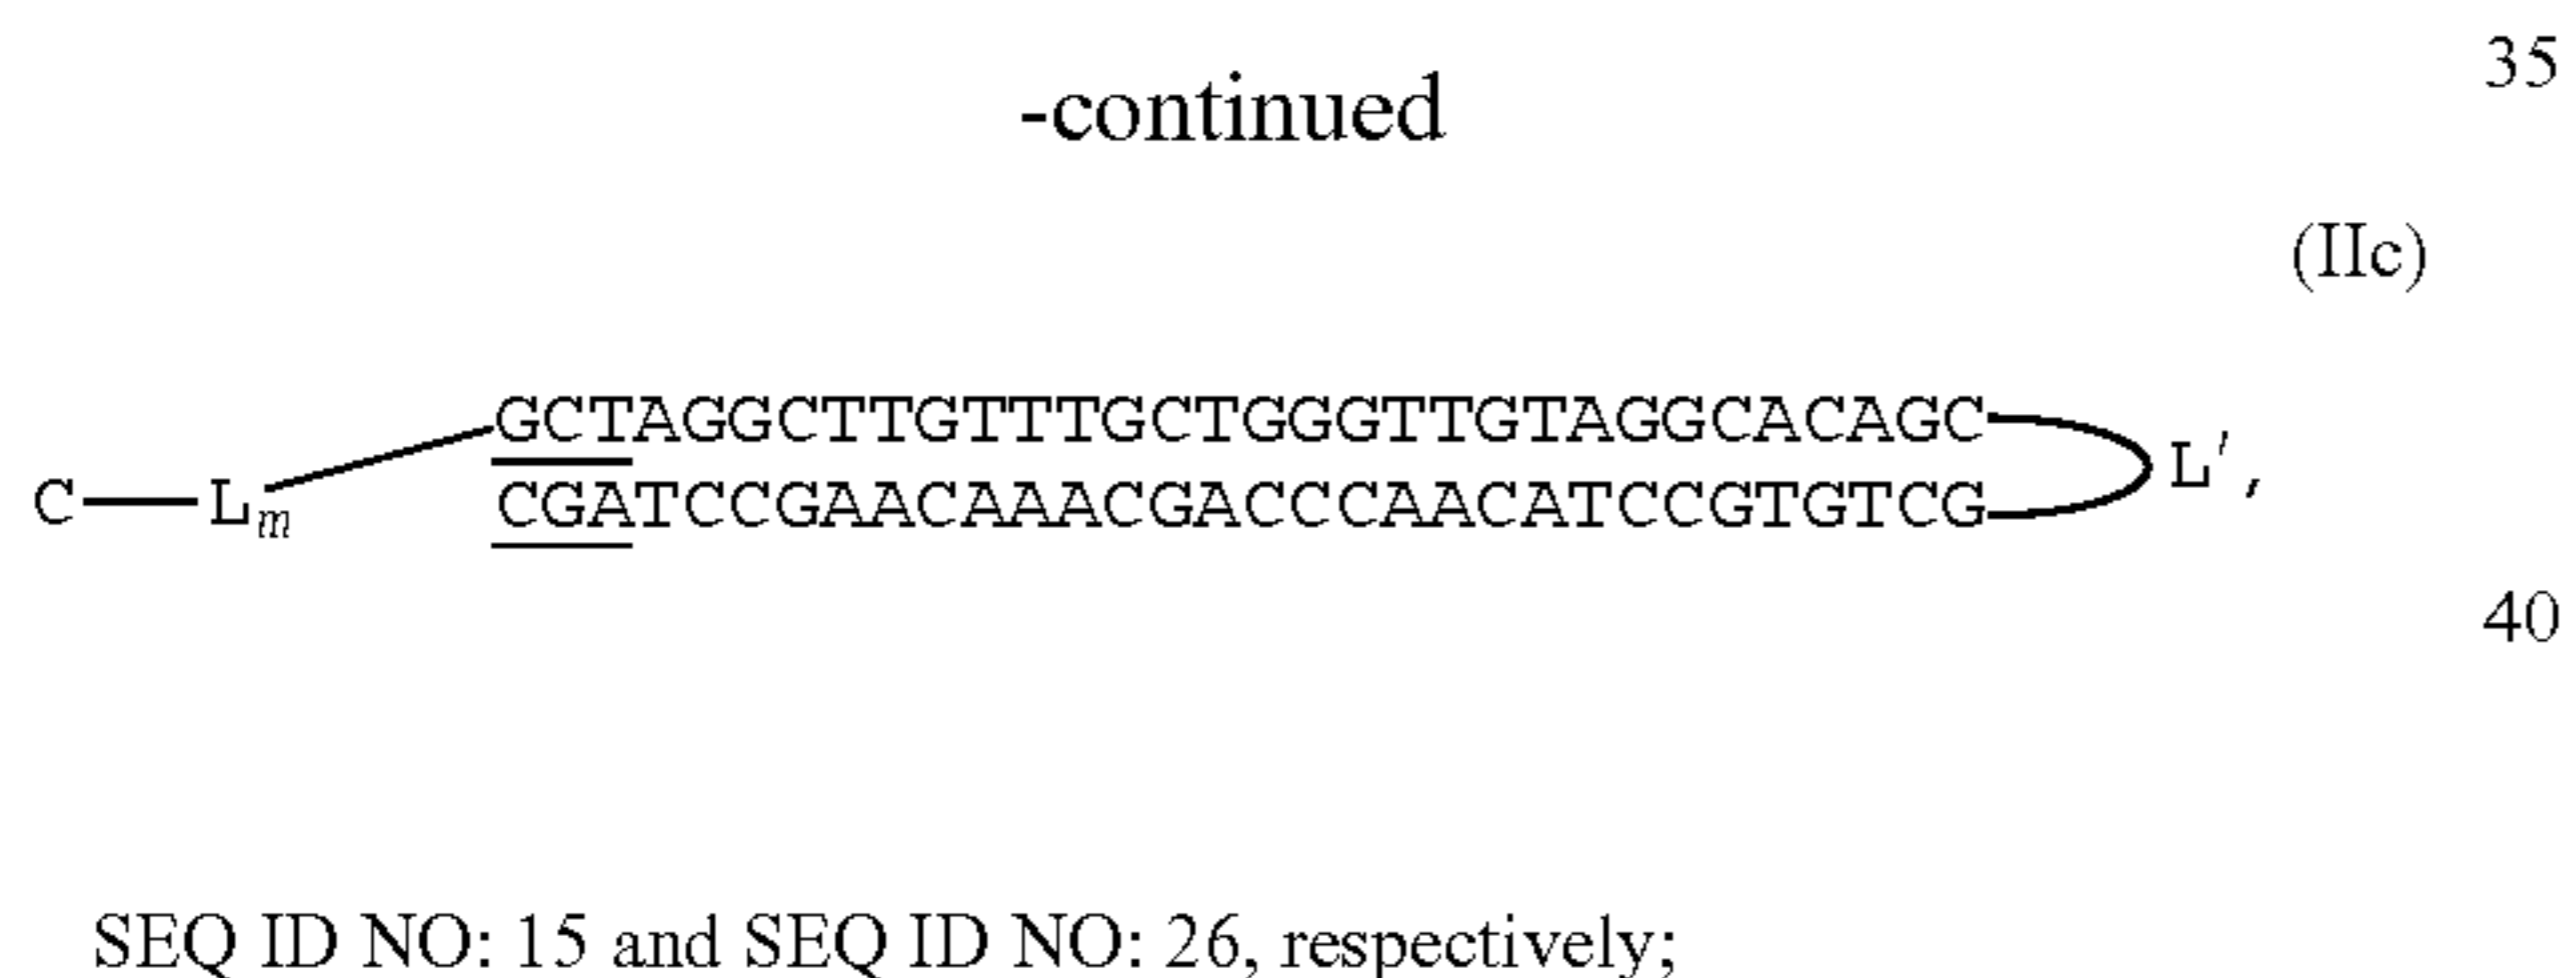 35
-continued
(IIc)
GCTAGGCTTGTTTGCTGGGTTGTAGGCACAGC
C—Lm CGATCCGAACAAACGACCCAACATCCGTGTCG L′,
40
SEQ ID NO: 15 and SEQ ID NO: 26, respectively;